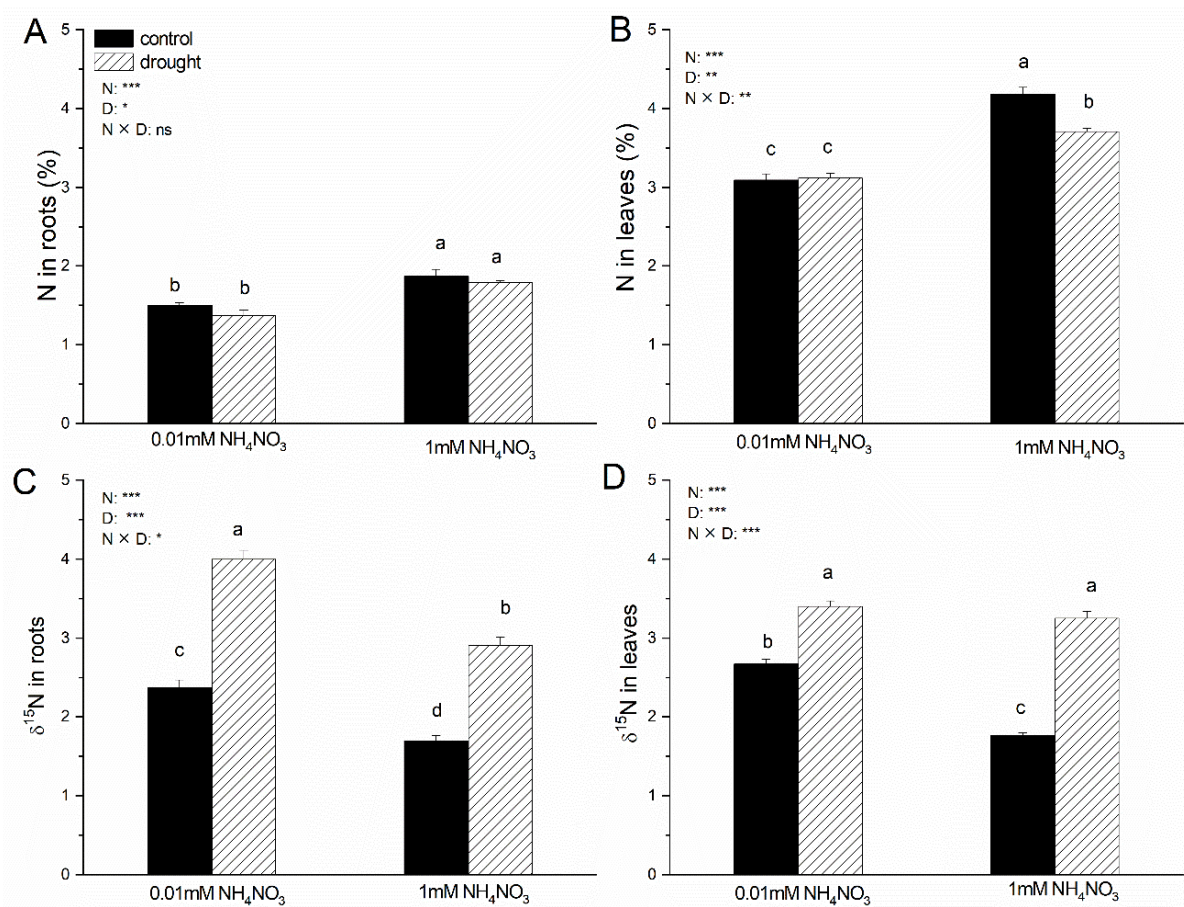 A
control
drought
N: ***
D: *
N × D: ns
N in roots (%)
5
4
3
2
1
0
b
b
a
a
0.01mM NH₄NO₃
1mM NH₄NO₃
B
N: ***
D: **
N × D: **
N in leaves (%)
5
4
3
2
1
0
c
c
a
b
0.01mM NH₄NO₃
1mM NH₄NO₃
C
N: ***
D: ***
N × D: *
δ¹⁵N in roots
5
4
3
2
1
0
c
a
d
b
0.01mM NH₄NO₃
1mM NH₄NO₃
D
N: ***
D: ***
N × D: ***
δ¹⁵N in leaves
5
4
3
2
1
0
b
a
c
a
0.01mM NH₄NO₃
1mM NH₄NO₃